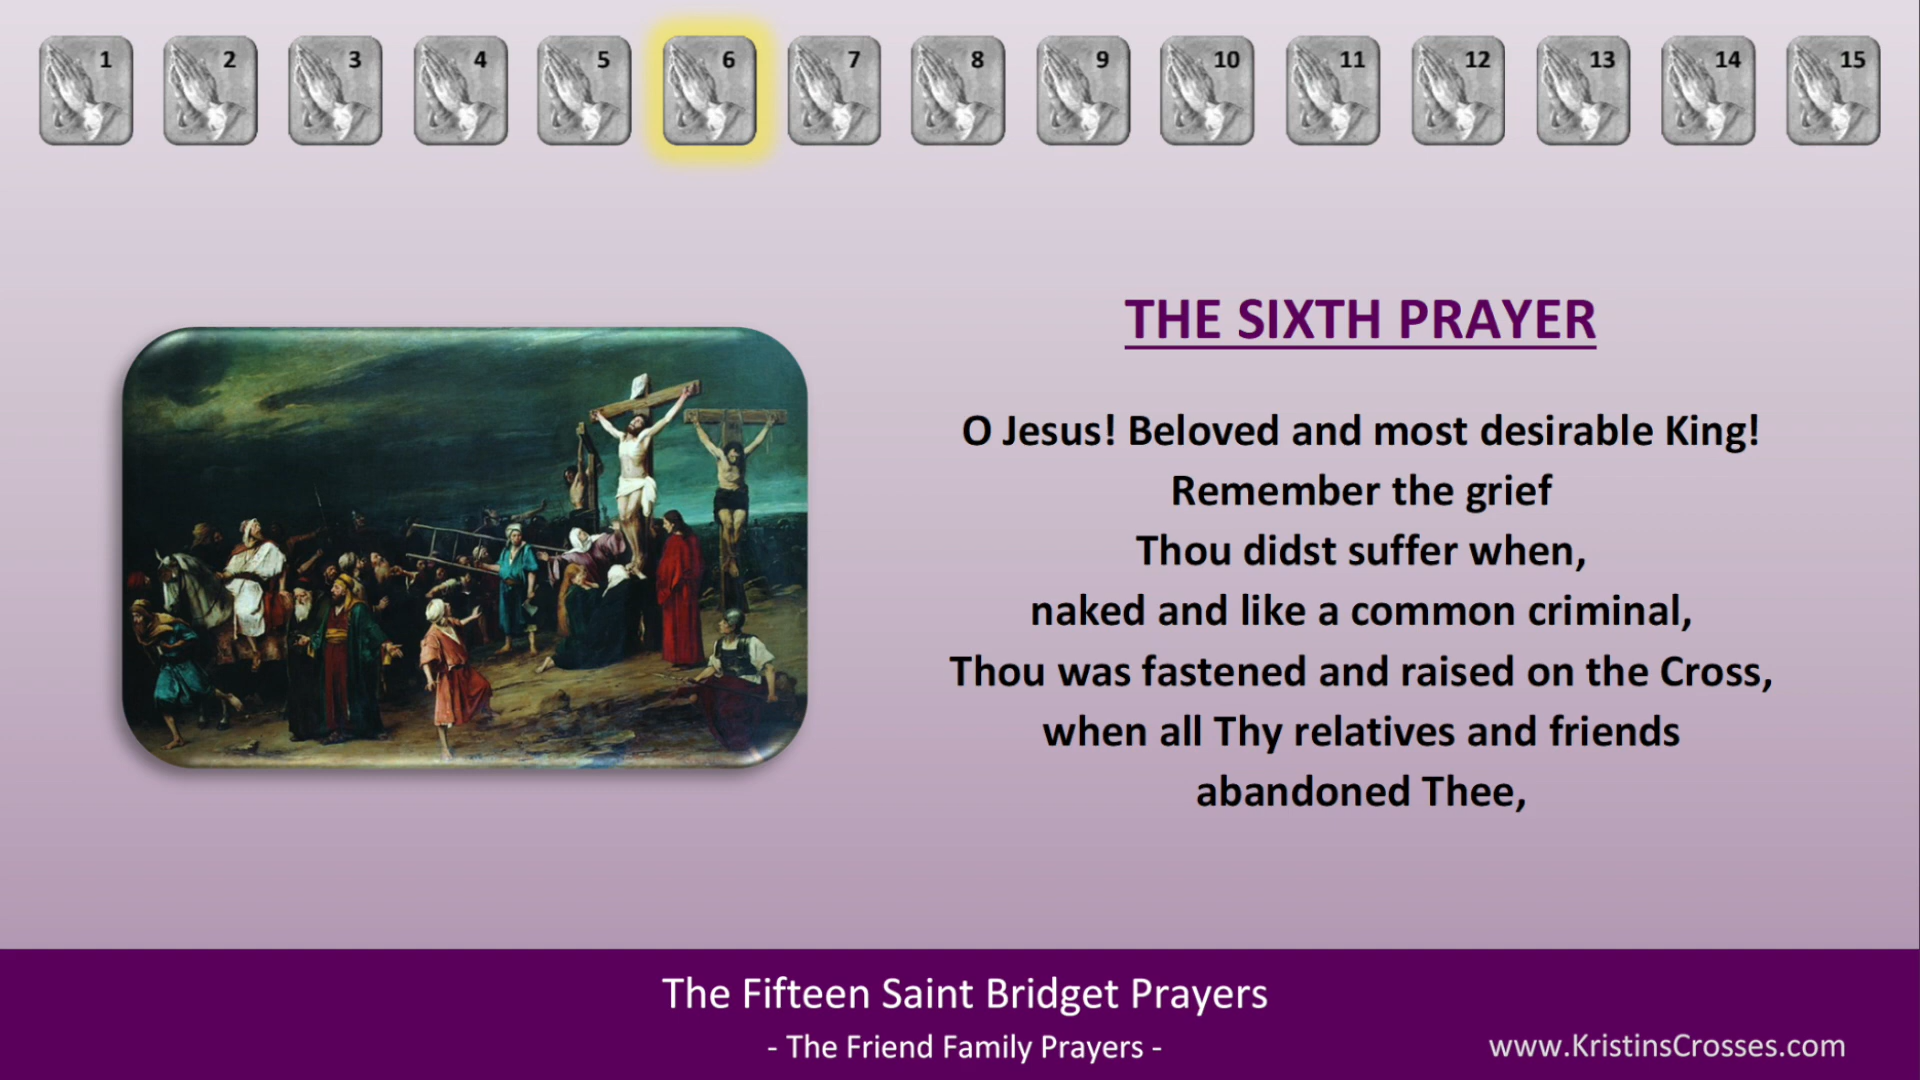 1 2 3 4 5 6 7 8 9 10 11 12 13 14 15
THE SIXTH PRAYER
O Jesus! Beloved and most desirable King!
Remember the grief
Thou didst suffer when,
naked and like a common criminal,
Thou was fastened and raised on the Cross,
when all Thy relatives and friends
abandoned Thee,
The Fifteen Saint Bridget Prayers
- The Friend Family Prayers -
www.KristinsCrosses.com